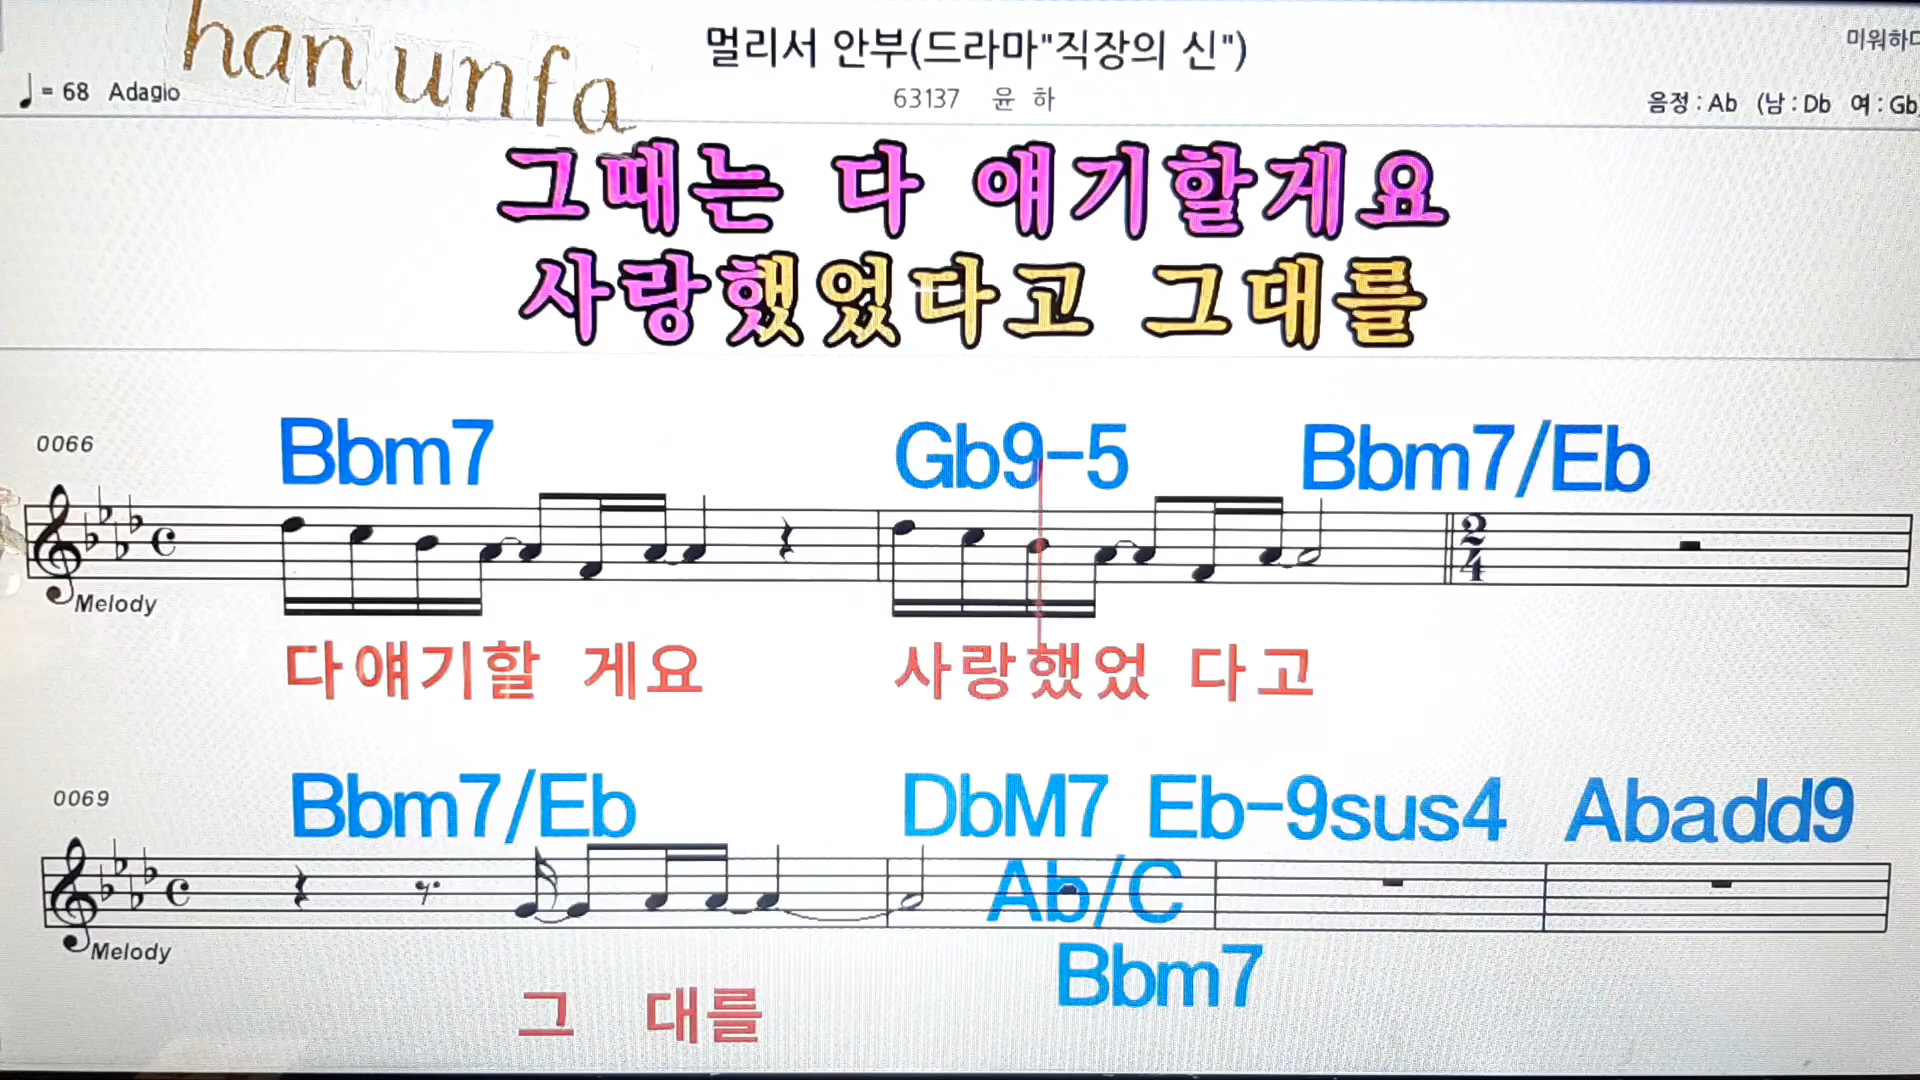 han unfa
멀리서 안부(드라마"직장의 신")
미워하다
♩= 68 Adagio
63137 윤 하
음정 : Ab (남 : Db 여 : Gb)
그때는 다 얘기할게요
사랑했었다고 그대를
0066
Bbm7 Gb9-5 Bbm7/Eb
2
4
Melody
다얘기할 게요 사랑했었 다고
0069
Bbm7/Eb DbM7 Eb-9sus4 Abadd9
Ab/C
Melody
Bbm7
그 대를